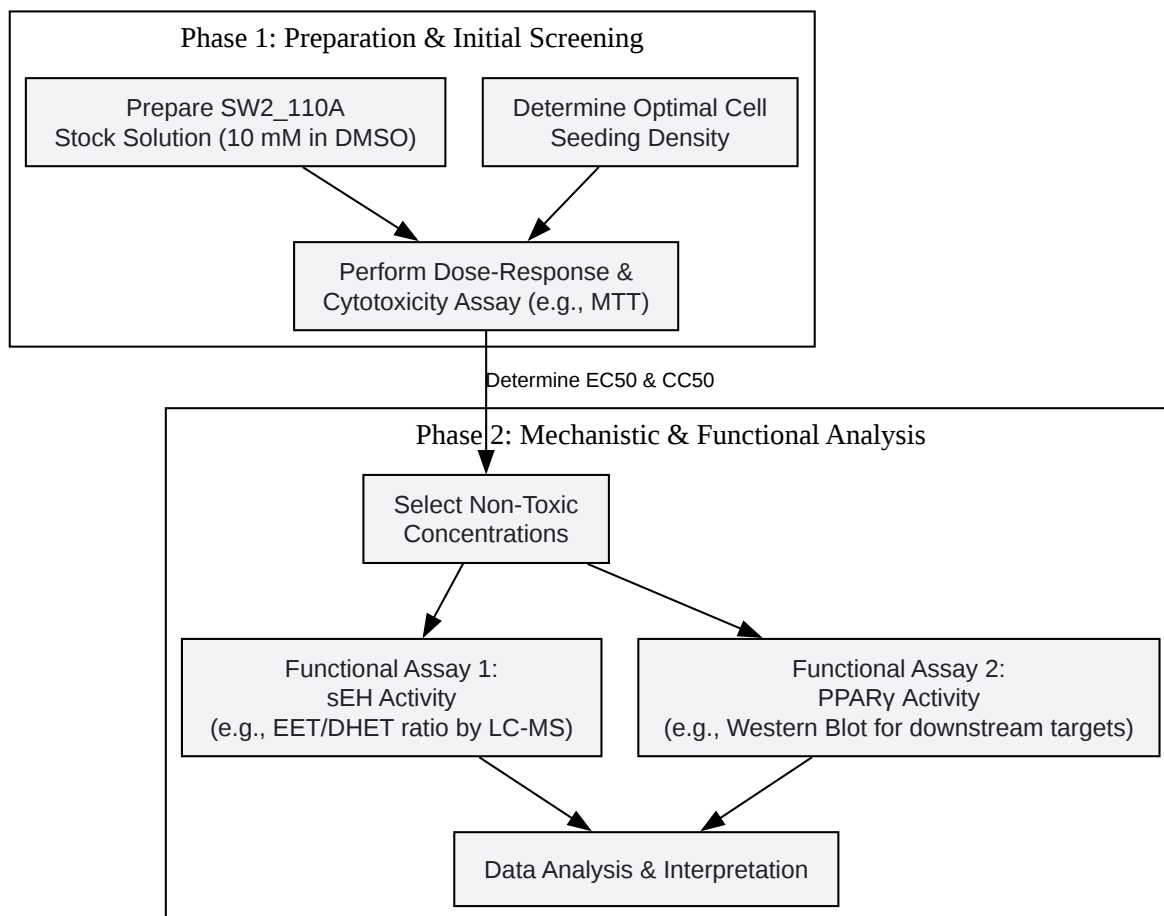 Phase 1: Preparation & Initial Screening
Prepare SW2_110A
Stock Solution (10 mM in DMSO)
Determine Optimal Cell
Seeding Density
Perform Dose-Response &
Cytotoxicity Assay (e.g., MTT)
Determine EC50 & CC50
Phase 2: Mechanistic & Functional Analysis
Select Non-Toxic
Concentrations
Functional Assay 1:
sEH Activity
(e.g., EET/DHET ratio by LC-MS)
Functional Assay 2:
PPARγ Activity
(e.g., Western Blot for downstream targets)
Data Analysis & Interpretation